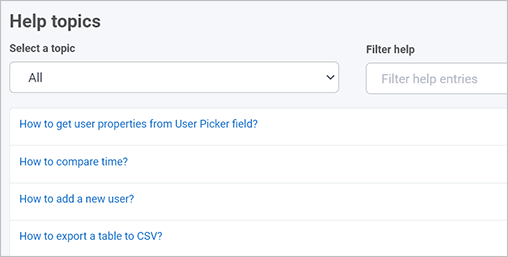 Help topics
Select a topic
Filter help
All
Filter help entries
How to get user properties from User Picker field?
How to compare time?
How to add a new user?
How to export a table to CSV?